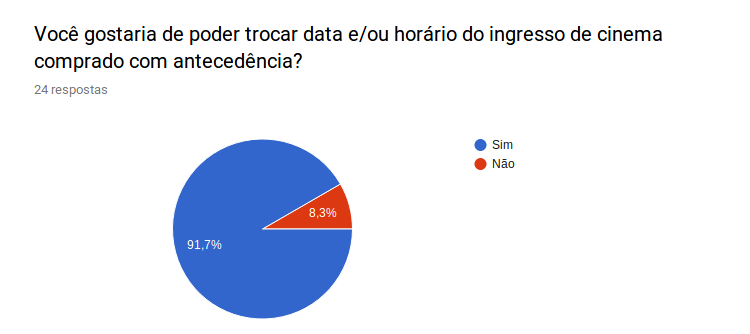 Você gostaria de poder trocar data e/ou horário do ingresso de cinema
comprado com antecedência?
24 respostas
Sim
Não
8,3%
91,7%